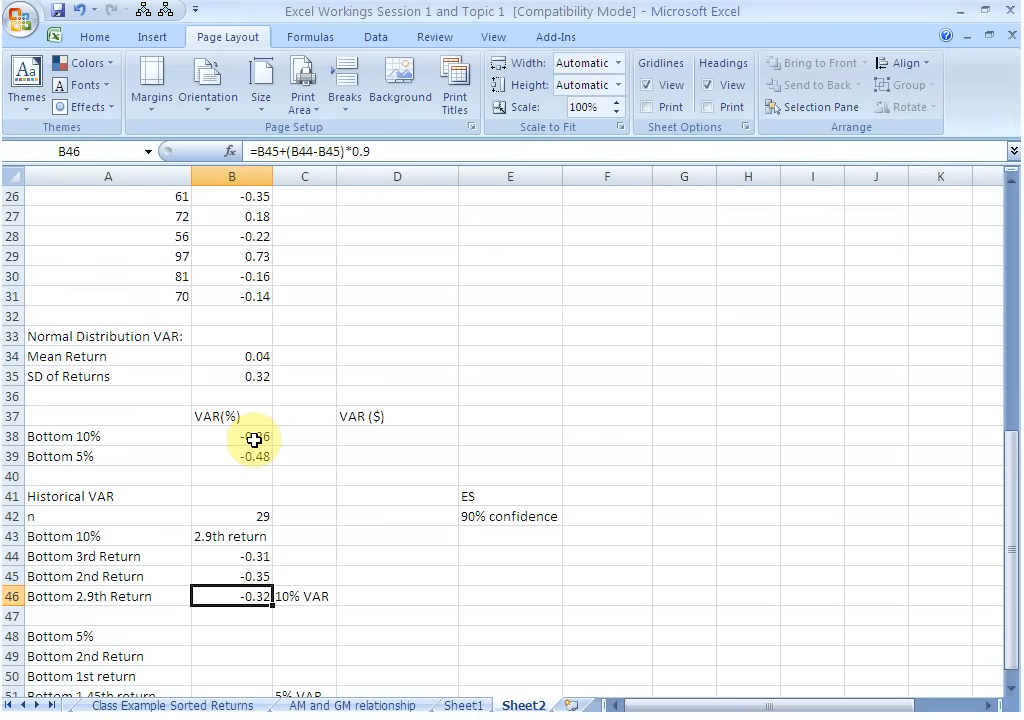 Excel Workings Session 1 and Topic 1 [Compatibility Mode] - Microsoft Excel
Home Insert Page Layout Formulas Data Review View Add-Ins
Colors Width: Automatic Gridlines Headings Bring to Front Align
Aa Fonts Height: Automatic View View Send to Back Group
Themes Effects Margins Orientation Size Print Area Breaks Background Print Titles Scale: 100% Print Print Selection Pane Rotate
Themes Page Setup Scale to Fit Sheet Options Arrange
B46 fx =B45+(B44-B45)*0.9
A B C D E F G H I J K
26 61 -0.35
27 72 0.18
28 56 -0.22
29 97 0.73
30 81 -0.16
31 70 -0.14
32
33 Normal Distribution VAR:
34 Mean Return 0.04
35 SD of Returns 0.32
36
37 VAR(%) VAR ($)
38 Bottom 10%
39 Bottom 5% -0.48
40
41 Historical VAR ES
42 n 29 90% confidence
43 Bottom 10% 2.9th return
44 Bottom 3rd Return -0.31
45 Bottom 2nd Return -0.35
46 Bottom 2.9th Return -0.32 10% VAR
47
48 Bottom 5%
49 Bottom 2nd Return
50 Bottom 1st return
51 Bottom 1.45th return 5% VAR
Class Example Sorted Returns AM and GM relationship Sheet1 Sheet2